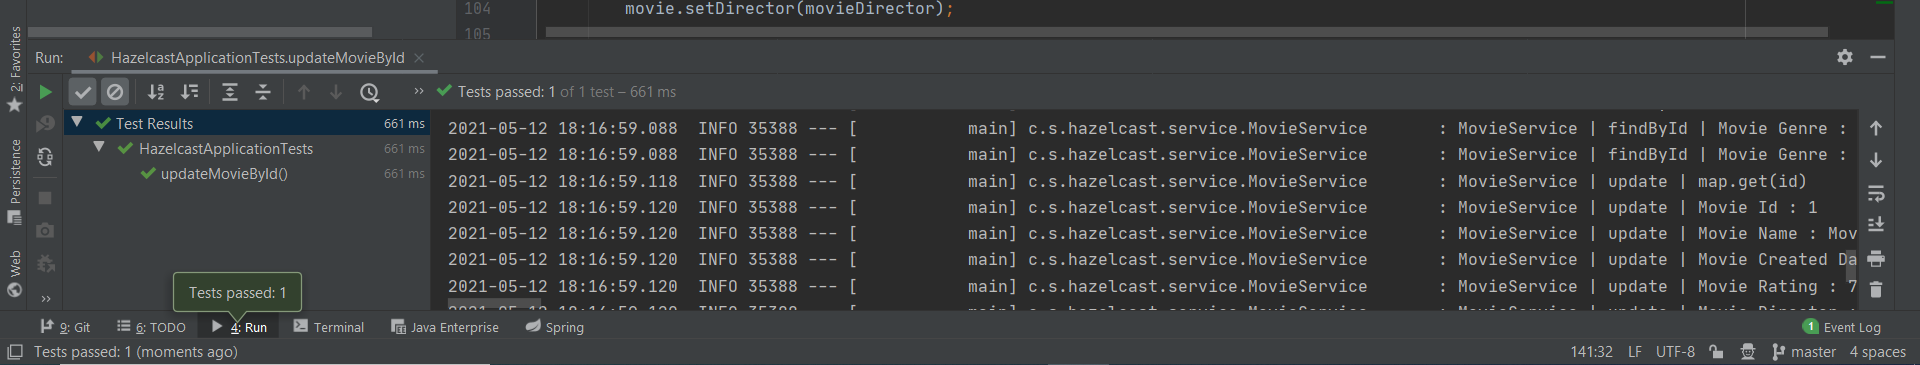 104 movie.setDirector(movieDirector);
105
Run: HazelcastApplicationTests.updateMovieById ×
» Tests passed: 1 of 1 test – 661 ms
Test Results 661 ms
HazelcastApplicationTests 661 ms
updateMovieById() 661 ms
2021-05-12 18:16:59.088  INFO 35388 --- [           main] c.s.hazelcast.service.MovieService       : MovieService | findById | Movie Genre :
2021-05-12 18:16:59.088  INFO 35388 --- [           main] c.s.hazelcast.service.MovieService       : MovieService | findById | Movie Genre :
2021-05-12 18:16:59.118  INFO 35388 --- [           main] c.s.hazelcast.service.MovieService       : MovieService | update | map.get(id)
2021-05-12 18:16:59.120  INFO 35388 --- [           main] c.s.hazelcast.service.MovieService       : MovieService | update | Movie Id : 1
2021-05-12 18:16:59.120  INFO 35388 --- [           main] c.s.hazelcast.service.MovieService       : MovieService | update | Movie Name : Mov
2021-05-12 18:16:59.120  INFO 35388 --- [           main] c.s.hazelcast.service.MovieService       : MovieService | update | Movie Created Da
2021-05-12 18:16:59.120  INFO 35388 --- [           main] c.s.hazelcast.service.MovieService       : MovieService | update | Movie Rating : 7
2: Favorites
Persistence
Web
»
Tests passed: 1
9: Git 6: TODO 4: Run Terminal Java Enterprise Spring 1 Event Log
Tests passed: 1 (moments ago) 141:32 LF UTF-8 master 4 spaces